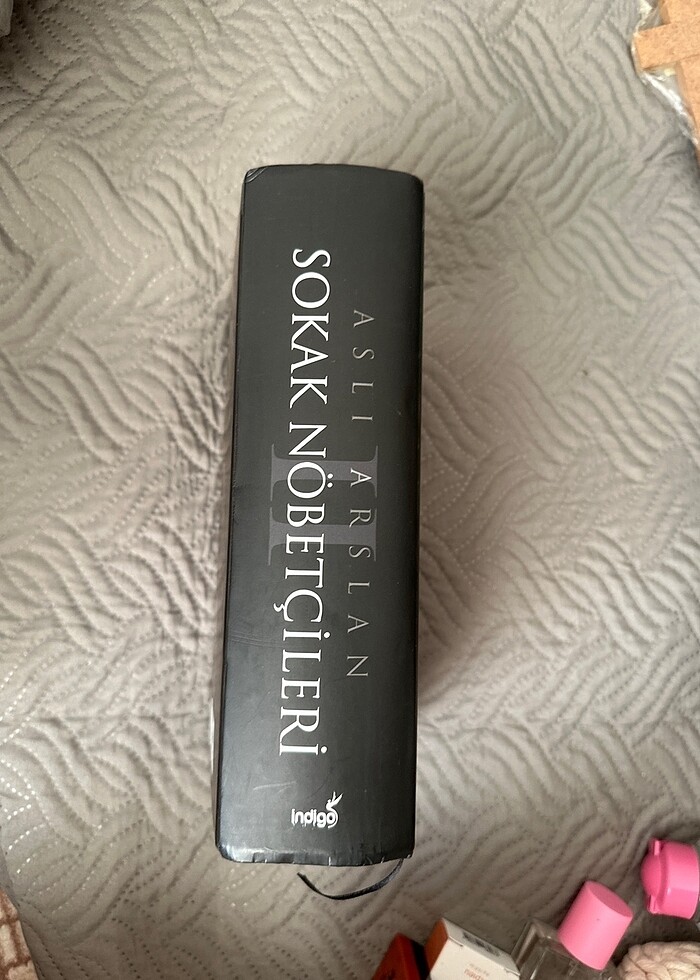 ASLI ARSLAN
SOKAK NÖBETÇİLERİ
II
indigo